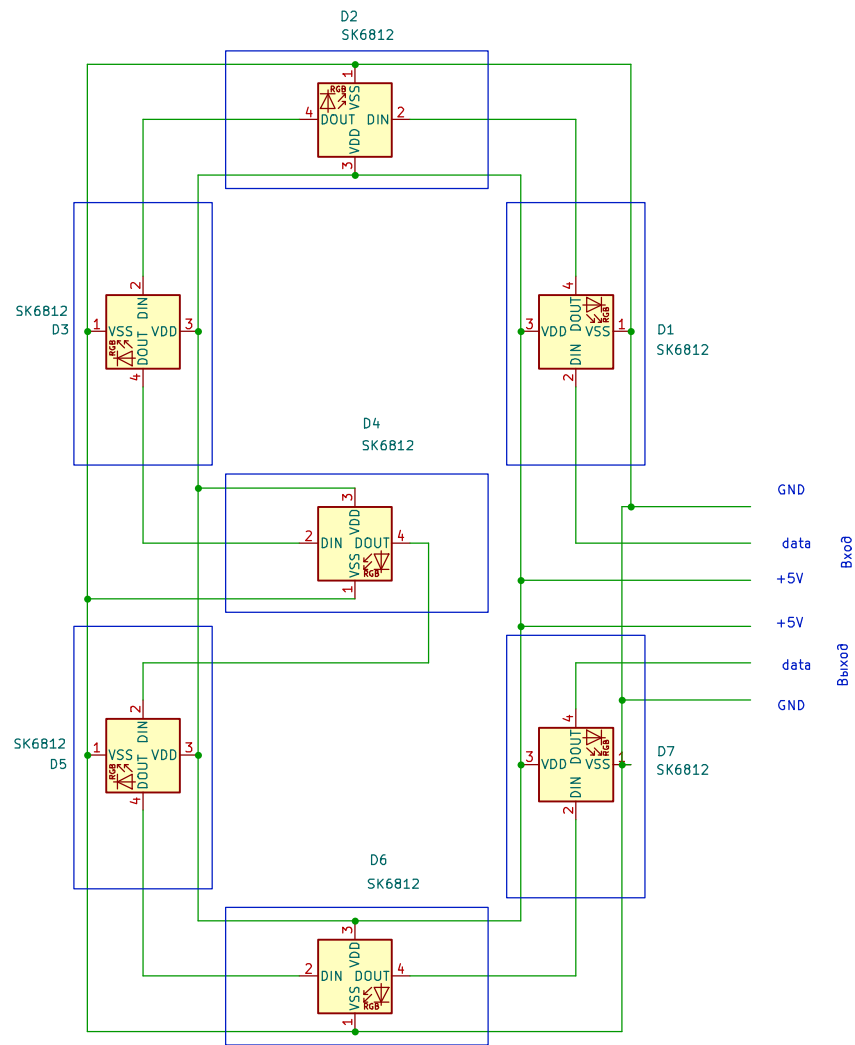 D2
SK6812
1
RGB
VSS
4
DOUT
DIN
2
VDD
3
2
DIN
SK6812
D3
1
VSS
VDD
3
RGB
DOUT
4
4
DOUT
RGB
3
VDD
VSS
1
D1
SK6812
DIN
2
D4
SK6812
3
VDD
2
DIN
DOUT
4
VSS
RGB
1
GND
data
Вход
+5V
+5V
data
Выход
GND
2
DIN
SK6812
D5
1
VSS
VDD
3
RGB
DOUT
4
4
DOUT
RGB
3
VDD
VSS
1
D7
SK6812
DIN
2
D6
SK6812
3
VDD
2
DIN
DOUT
4
VSS
RGB
1